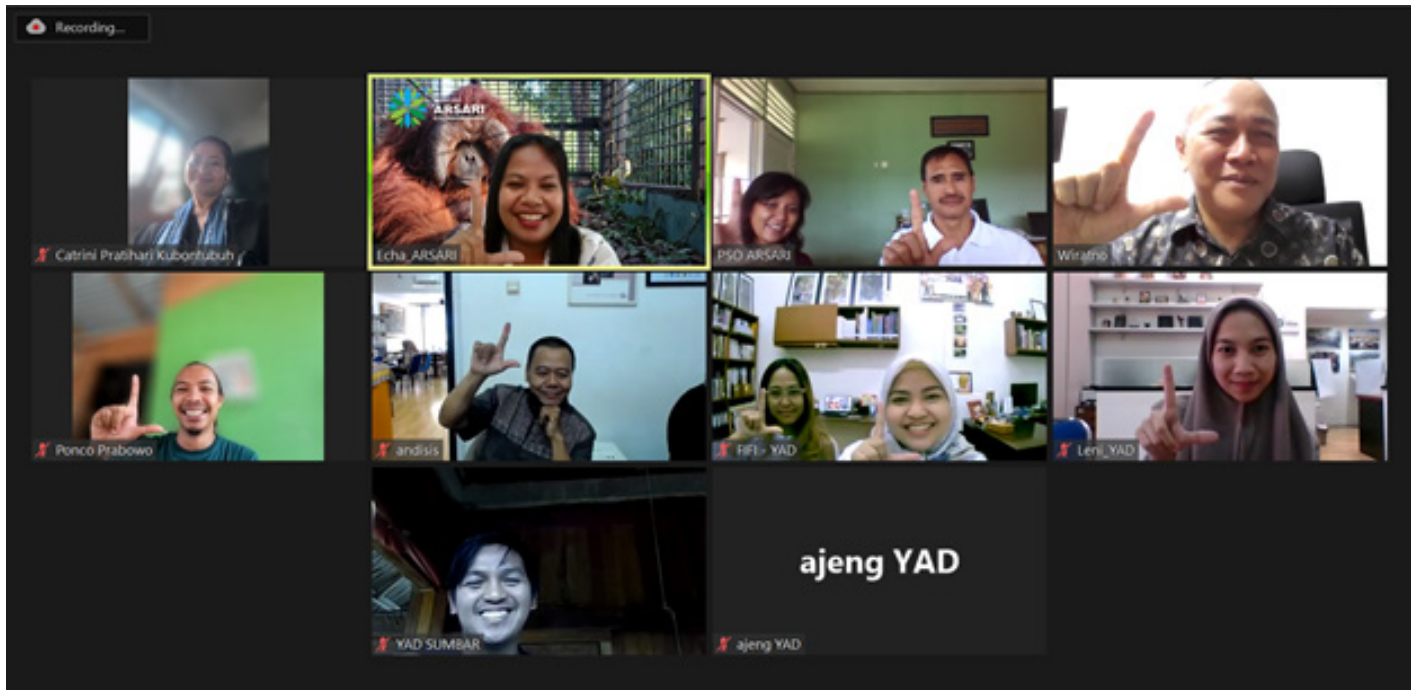 Recording...
ARSARI
Catrini Pratihari Kubontubuh
Echa_ARSARI
PSO ARSARI
Wiratno
Ponco Prabowo
andisis
FIFI - YAD
Leni_YAD
ajeng YAD
YAD SUMBAR
ajeng YAD